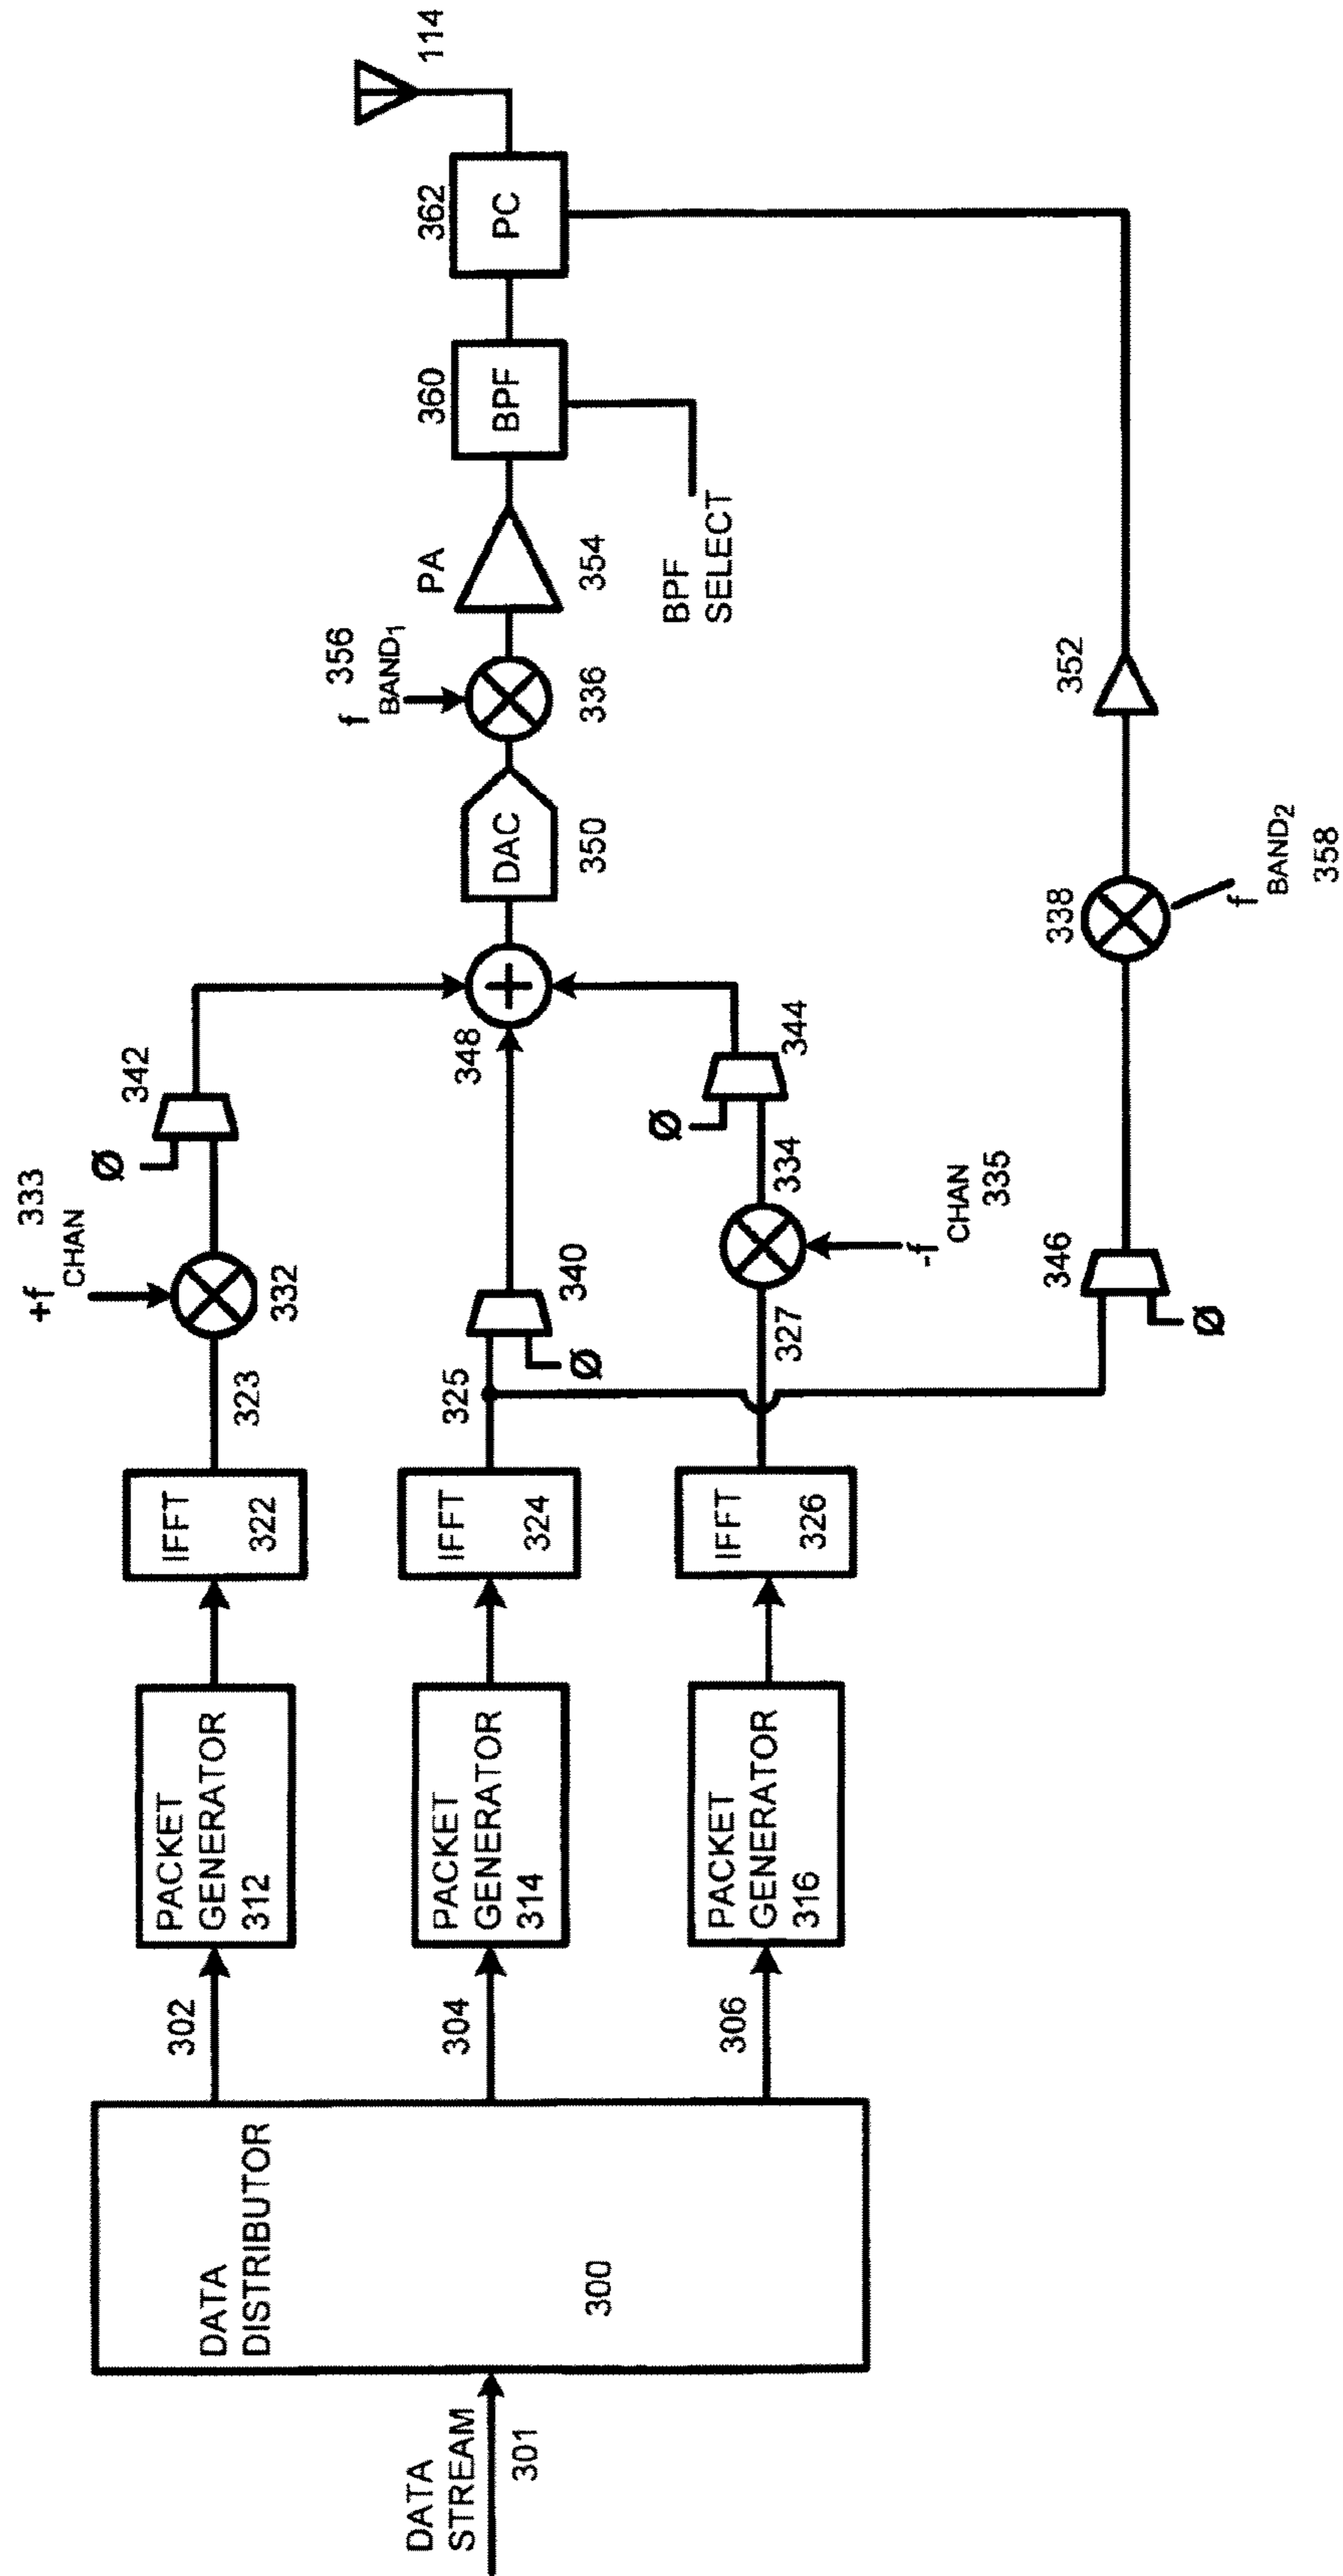 DATA
STREAM
301
DATA
DISTRIBUTOR
300
302
304
306
PACKET
GENERATOR
312
PACKET
GENERATOR
314
PACKET
GENERATOR
316
IFFT
322
IFFT
324
IFFT
326
323
325
327
+f CHAN
333
332
Ø
342
Ø
340
-f CHAN
335
334
Ø
344
Ø
346
348
DAC
350
f BAND1
356
336
338
f BAND2
358
PA
354
352
BPF
360
BPF
SELECT
PC
362
114